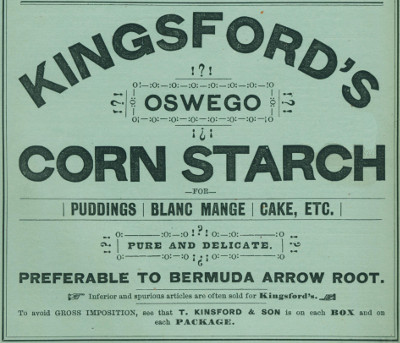 KINGSFORD'S
!?!
OSWEGO
!?!
CORN STARCH
—FOR—
| PUDDINGS | BLANC MANGE | CAKE, ETC. |
PURE AND DELICATE.
PREFERABLE TO BERMUDA ARROW ROOT.
Inferior and spurious articles are often sold for Kingsford's.
To avoid GROSS IMPOSITION, see that T. KINSFORD & SON is on each BOX and on
each PACKAGE.